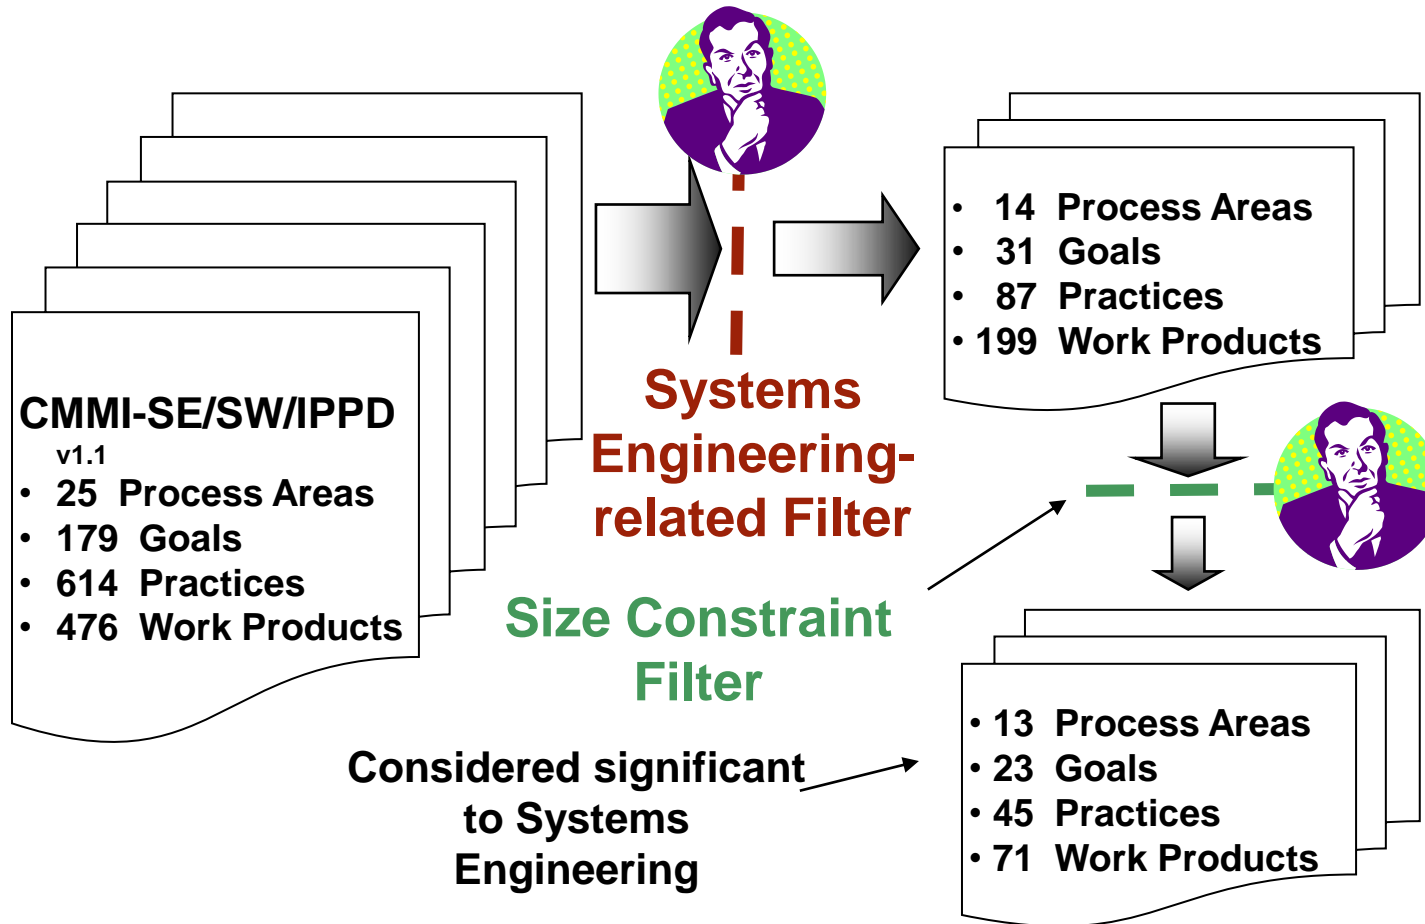 CMMI-SE/SW/IPPD
v1.1
• 25 Process Areas
• 179 Goals
• 614 Practices
• 476 Work Products
Systems
Engineering-
related Filter
• 14 Process Areas
• 31 Goals
• 87 Practices
• 199 Work Products
Size Constraint
Filter
Considered significant
to Systems
Engineering
• 13 Process Areas
• 23 Goals
• 45 Practices
• 71 Work Products